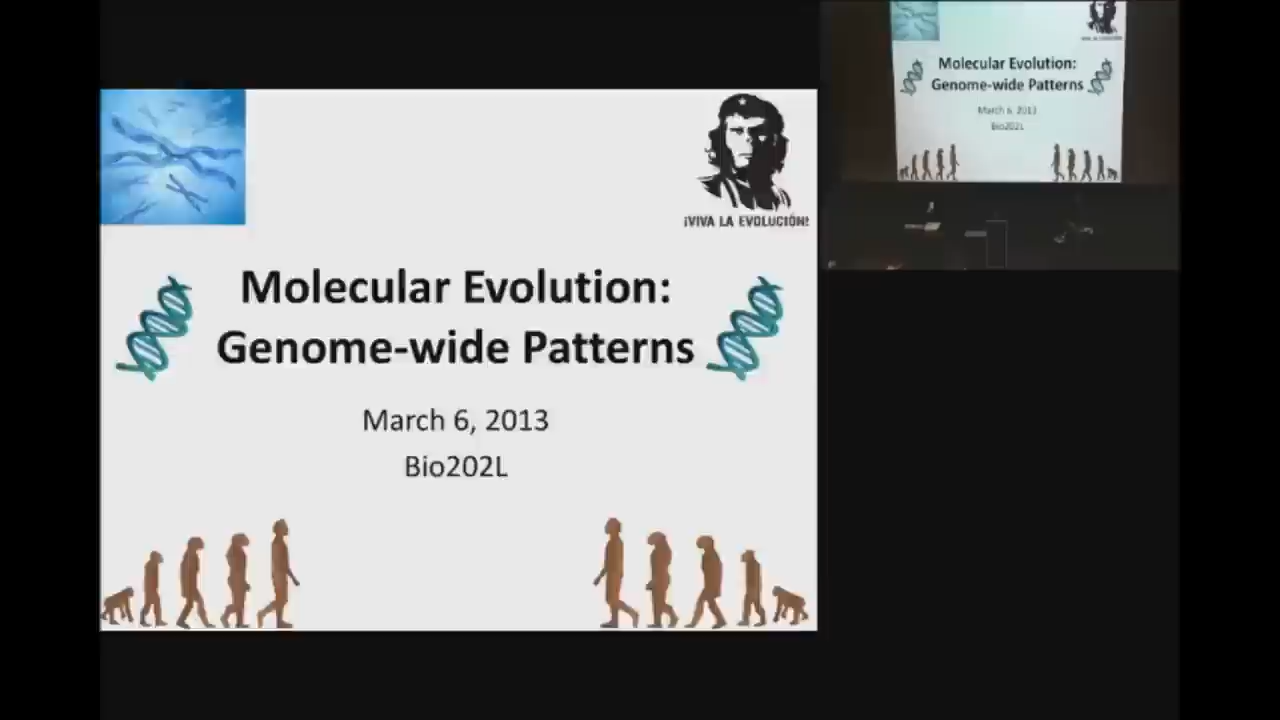 ¡VIVA LA EVOLUCIÓN!
Molecular Evolution:
Genome-wide Patterns
March 6, 2013
Bio202L
Molecular Evolution:
Genome-wide Patterns
March 6, 2013
Bio202L